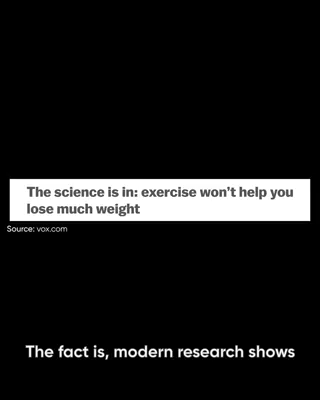 The science is in: exercise won't help you
lose much weight
Source: vox.com
The fact is, modern research shows